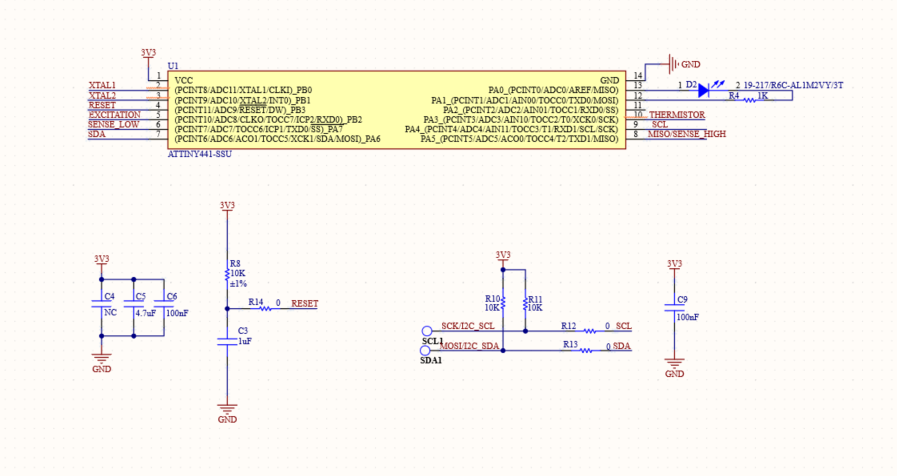 3V3
U1
1
VCC
GND
14
GND
XTAL1
2
(PCINT8/ADC11/XTAL1/CLKI)_PB0
PA0_(PCINT0/ADC0/AREF/MISO)
13
1
D2
2
19-217/R6C-AL1M2VY/3T
XTAL2
3
(PCINT9/ADC10/XTAL2/INT0)_PB1
PA1_(PCINT1/ADC1/AIN00/TOCC0/TXD0/MOSI)
12
R4
1K
RESET
4
(PCINT11/ADC9/RESET/DW)_PB3
PA2_(PCINT2/ADC2/AIN01/TOCC1/RXD0/SS)
11
EXCITATION
5
(PCINT10/ADC8/CLKO/TOCC7/ICP2/RXD0)_PB2
PA3_(PCINT3/ADC3/AIN10/TOCC2/T0/XCK0/SCK)
10
THERMISTOR
SENSE_LOW
6
(PCINT7/ADC7/TOCC6/ICP1/TXD0/SS)_PA7
PA4_(PCINT4/ADC4/AIN11/TOCC3/T1/RXD1/SCL/SCK)
9
SCL
SDA
7
(PCINT6/ADC6/ACO1/TOCC5/XCK1/SDA/MOSI)_PA6
PA5_(PCINT5/ADC5/ACO0/TOCC4/T2/TXD1/MISO)
8
MISO/SENSE_HIGH
ATTINY441-SSU
3V3
C4
NC
C5
4.7uF
C6
100nF
GND
3V3
R8
10K
±1%
R14
0
RESET
C3
1uF
GND
3V3
R10
10K
R11
10K
SCK/I2C_SCL
R12
0
SCL
SCL1
MOSI/I2C_SDA
R13
0
SDA
SDA1
3V3
C9
100nF
GND